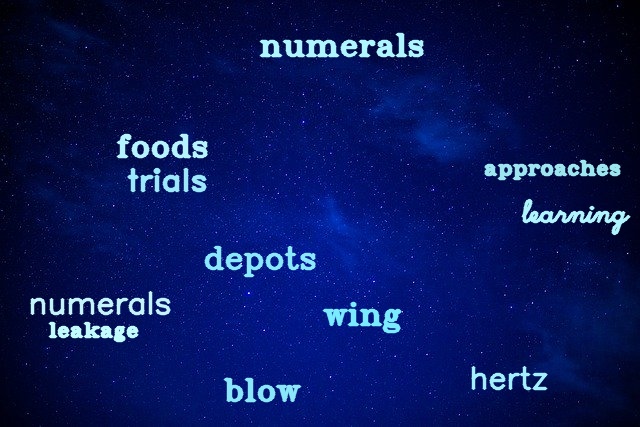 numerals
foods
trials
approaches
learning
depots
numerals
leakage
wing
hertz
blow